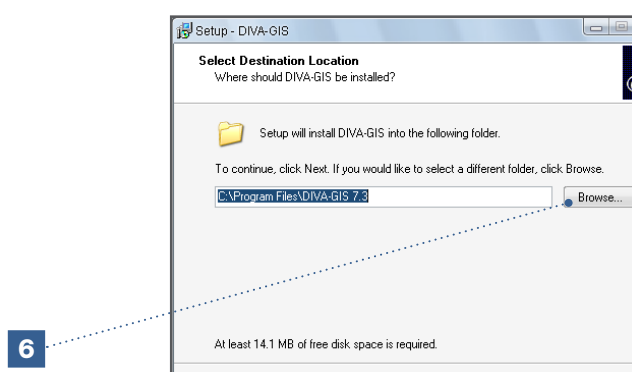 Setup - DIVA-GIS
Select Destination Location
Where should DIVA-GIS be installed?
Setup will install DIVA-GIS into the following folder.
To continue, click Next. If you would like to select a different folder, click Browse.
C:\Program Files\DIVA-GIS 7.3
Browse...
6
At least 14.1 MB of free disk space is required.